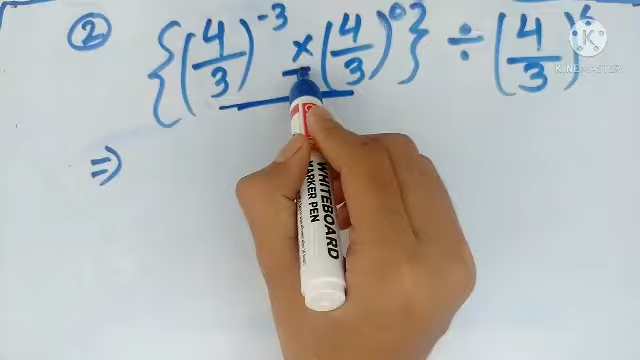 ② {(4/3)⁻³ × (4/3)⁰} ÷ (4/3)
⇒
WHITEBOARD
MARKER PEN
KINEMASTER